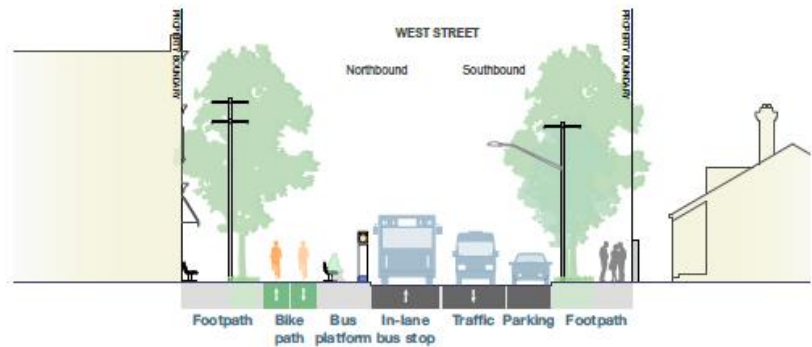 PROPERTY BOUNDARY
PROPERTY BOUNDARY
WEST STREET
Northbound Southbound
Footpath Bike path Bus platform In-lane bus stop Traffic Parking Footpath